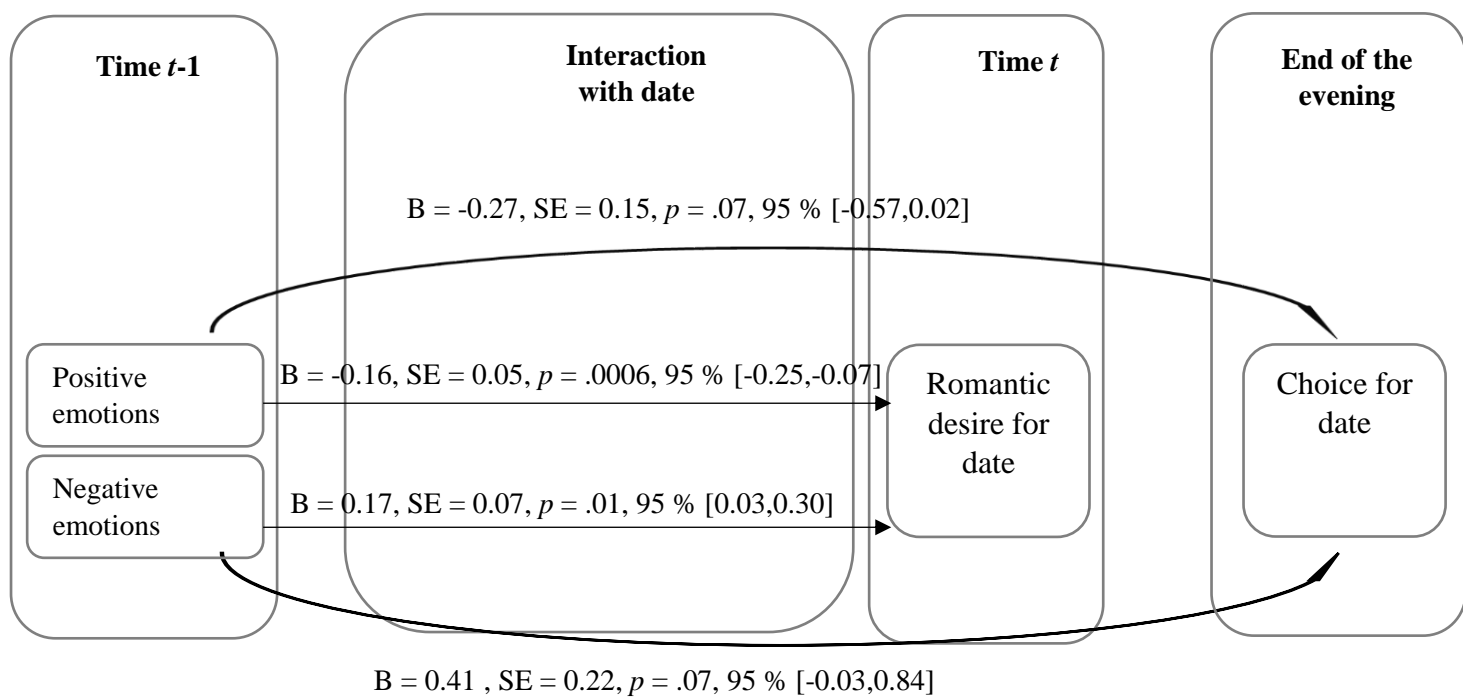 Time t-1
Interaction
with date
Time t
End of the
evening
B = -0.27, SE = 0.15, p = .07, 95 % [-0.57,0.02]
Positive
emotions
B = -0.16, SE = 0.05, p = .0006, 95 % [-0.25,-0.07]
Romantic
desire for
date
Choice for
date
Negative
emotions
B = 0.17, SE = 0.07, p = .01, 95 % [0.03,0.30]
B = 0.41 , SE = 0.22, p = .07, 95 % [-0.03,0.84]